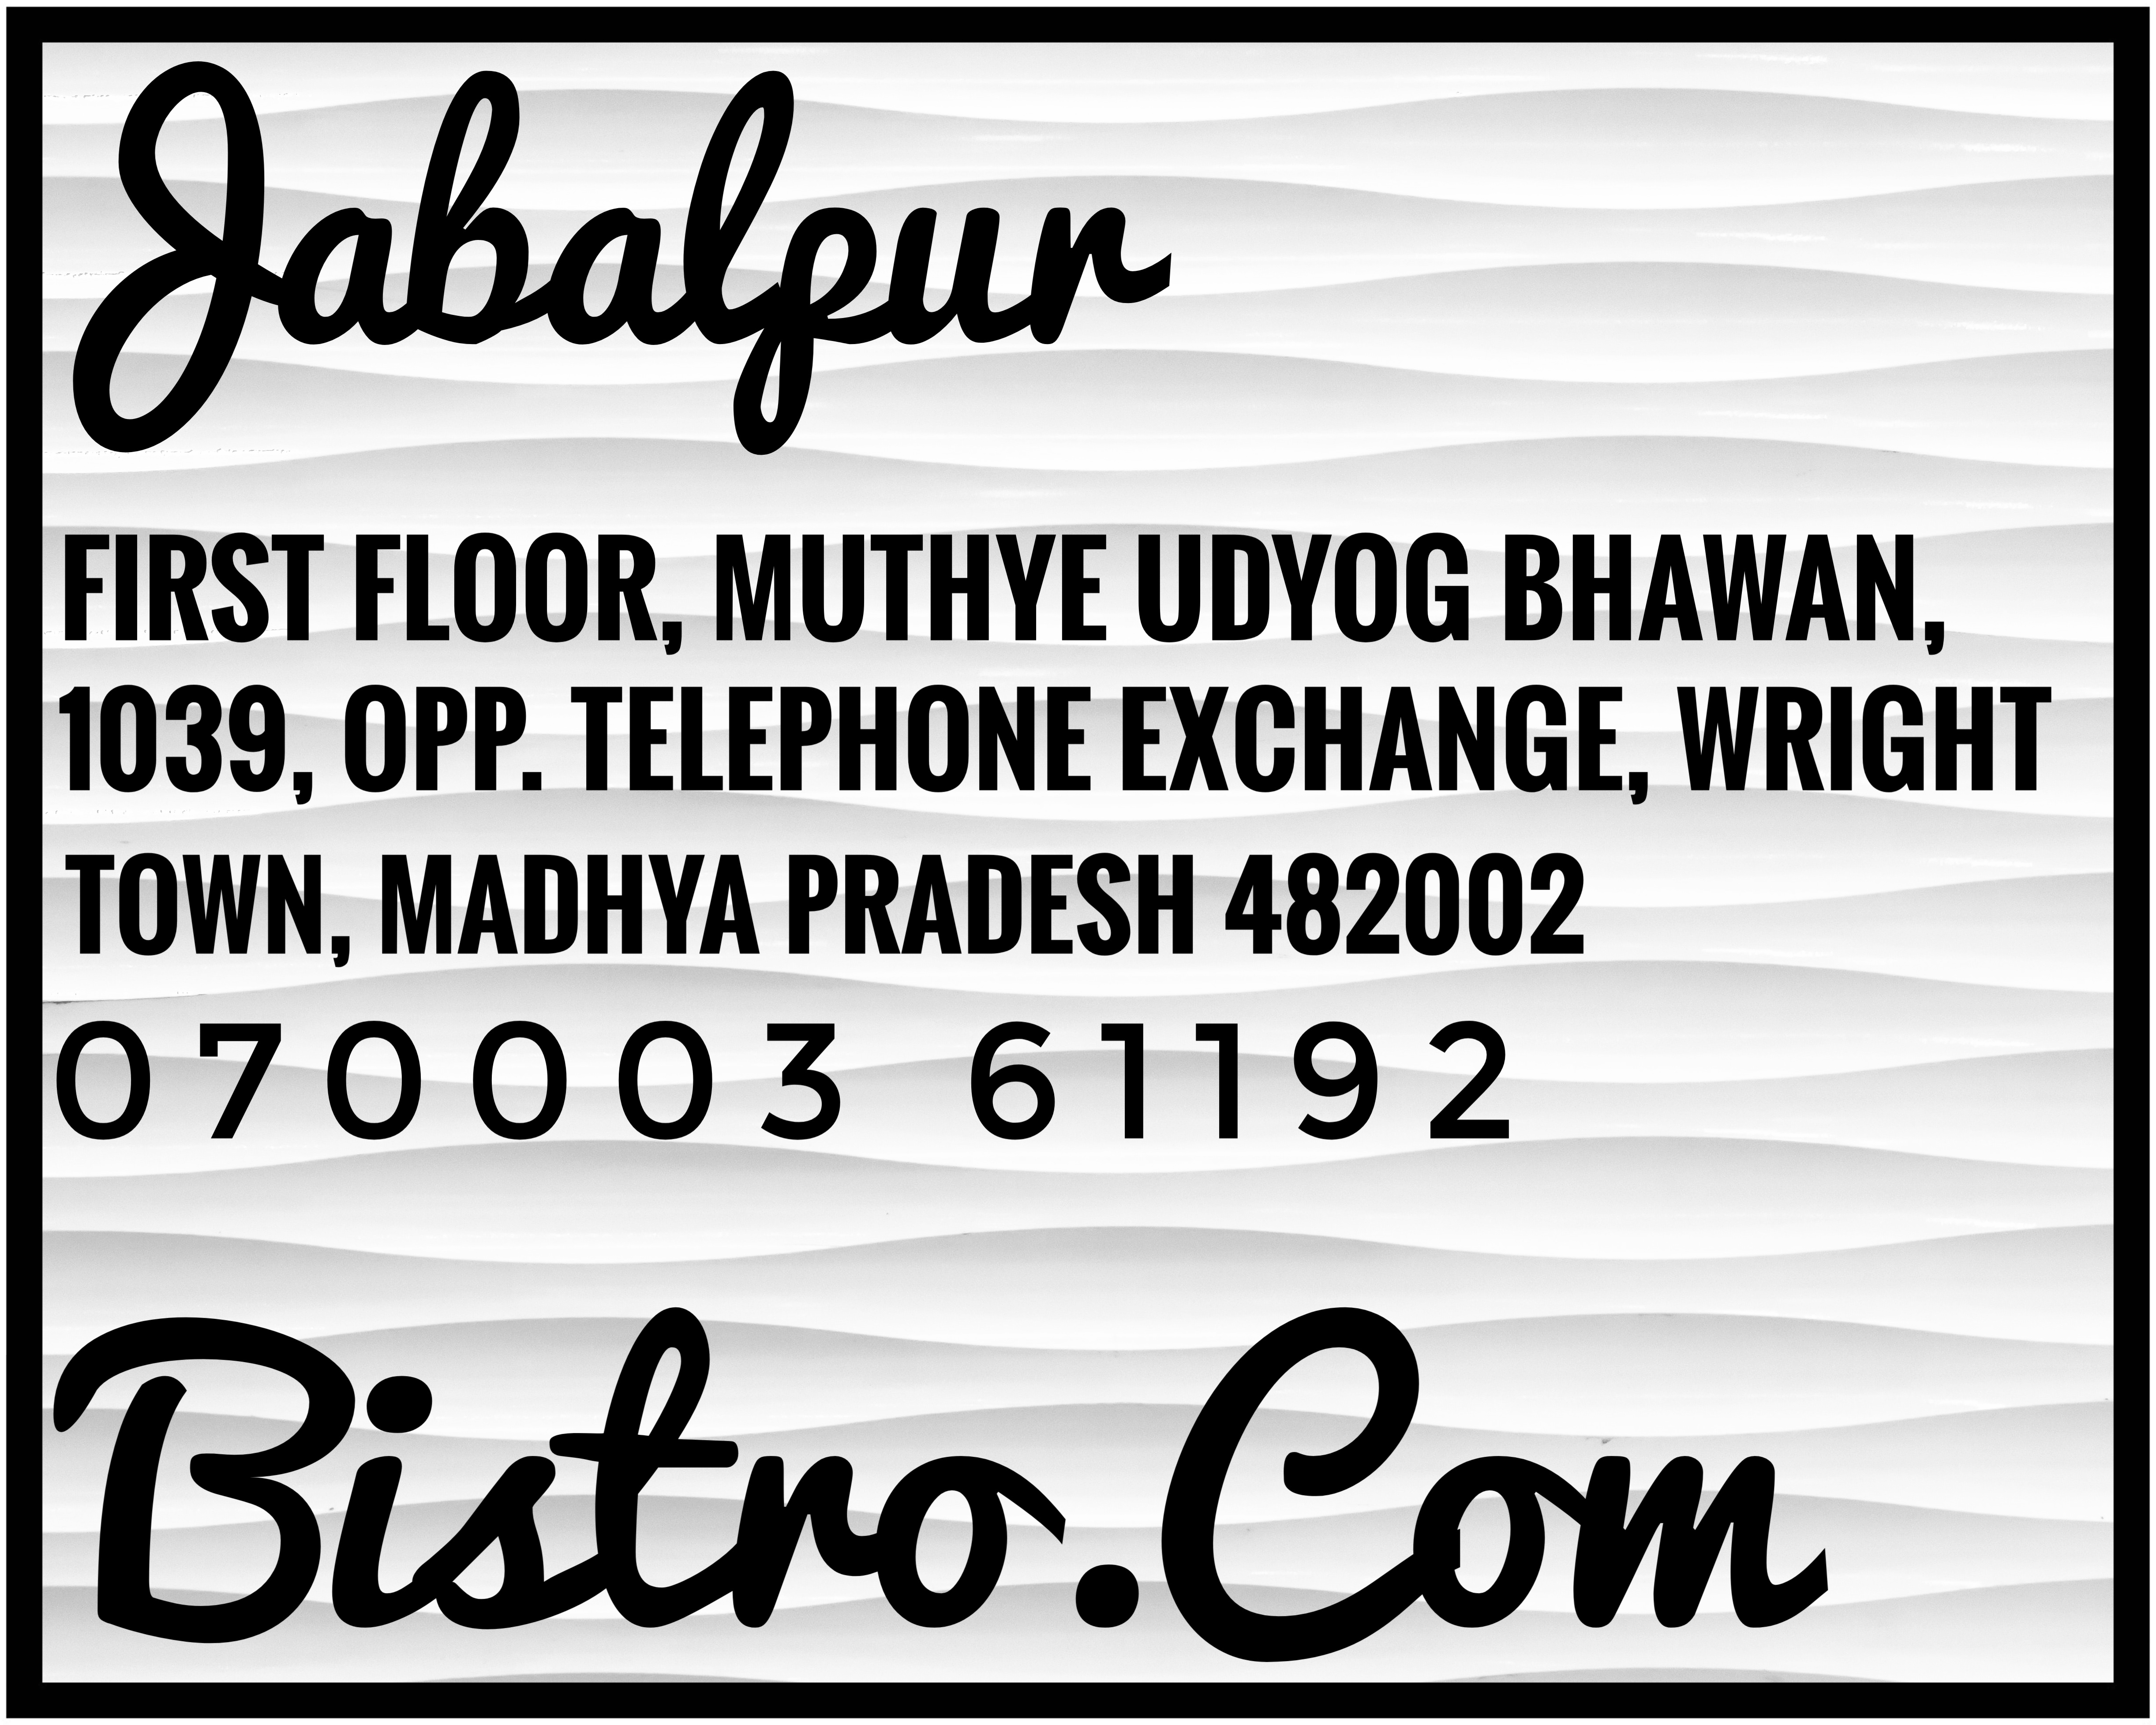 Jabalpur
FIRST FLOOR, MUTHYE UDYOG BHAWAN,
1039, OPP. TELEPHONE EXCHANGE, WRIGHT
TOWN, MADHYA PRADESH 482002
070003 61192
Bistro.Com